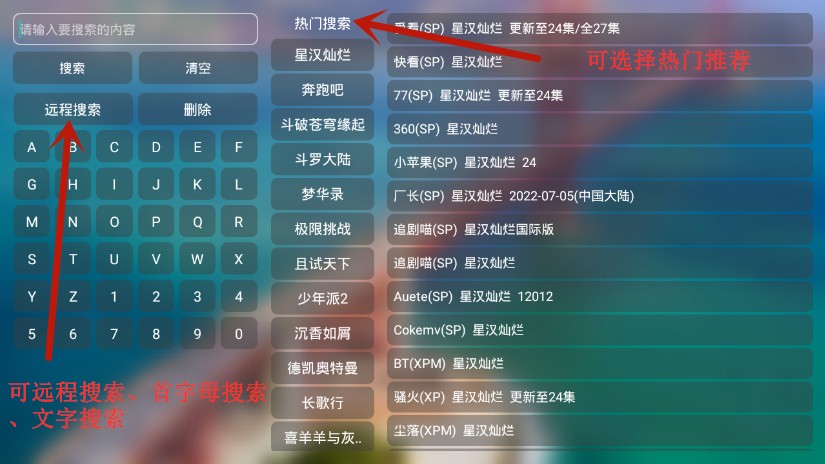 请输入要搜索的内容
搜索
清空
远程搜索
删除
A B C D E F
G H I J K L
M N O P Q R
S T U V W X
Y Z 1 2 3 4
5 6 7 8 9 0
可远程搜索、首字母搜索
、文字搜索
热门搜索
星汉灿烂
奔跑吧
斗破苍穹缘起
斗罗大陆
梦华录
极限挑战
且试天下
少年派2
沉香如屑
德凯奥特曼
长歌行
喜羊羊与灰..
爱看(SP) 星汉灿烂 更新至24集/全27集
快看(SP) 星汉灿烂
可选择热门推荐
77(SP) 星汉灿烂 更新至24集
360(SP) 星汉灿烂
小苹果(SP) 星汉灿烂 24
厂长(SP) 星汉灿烂 2022-07-05(中国大陆)
追剧喵(SP) 星汉灿烂国际版
追剧喵(SP) 星汉灿烂
Auete(SP) 星汉灿烂 12012
Cokemv(SP) 星汉灿烂
BT(XPM) 星汉灿烂
骚火(XP) 星汉灿烂 更新至24集
尘落(XPM) 星汉灿烂